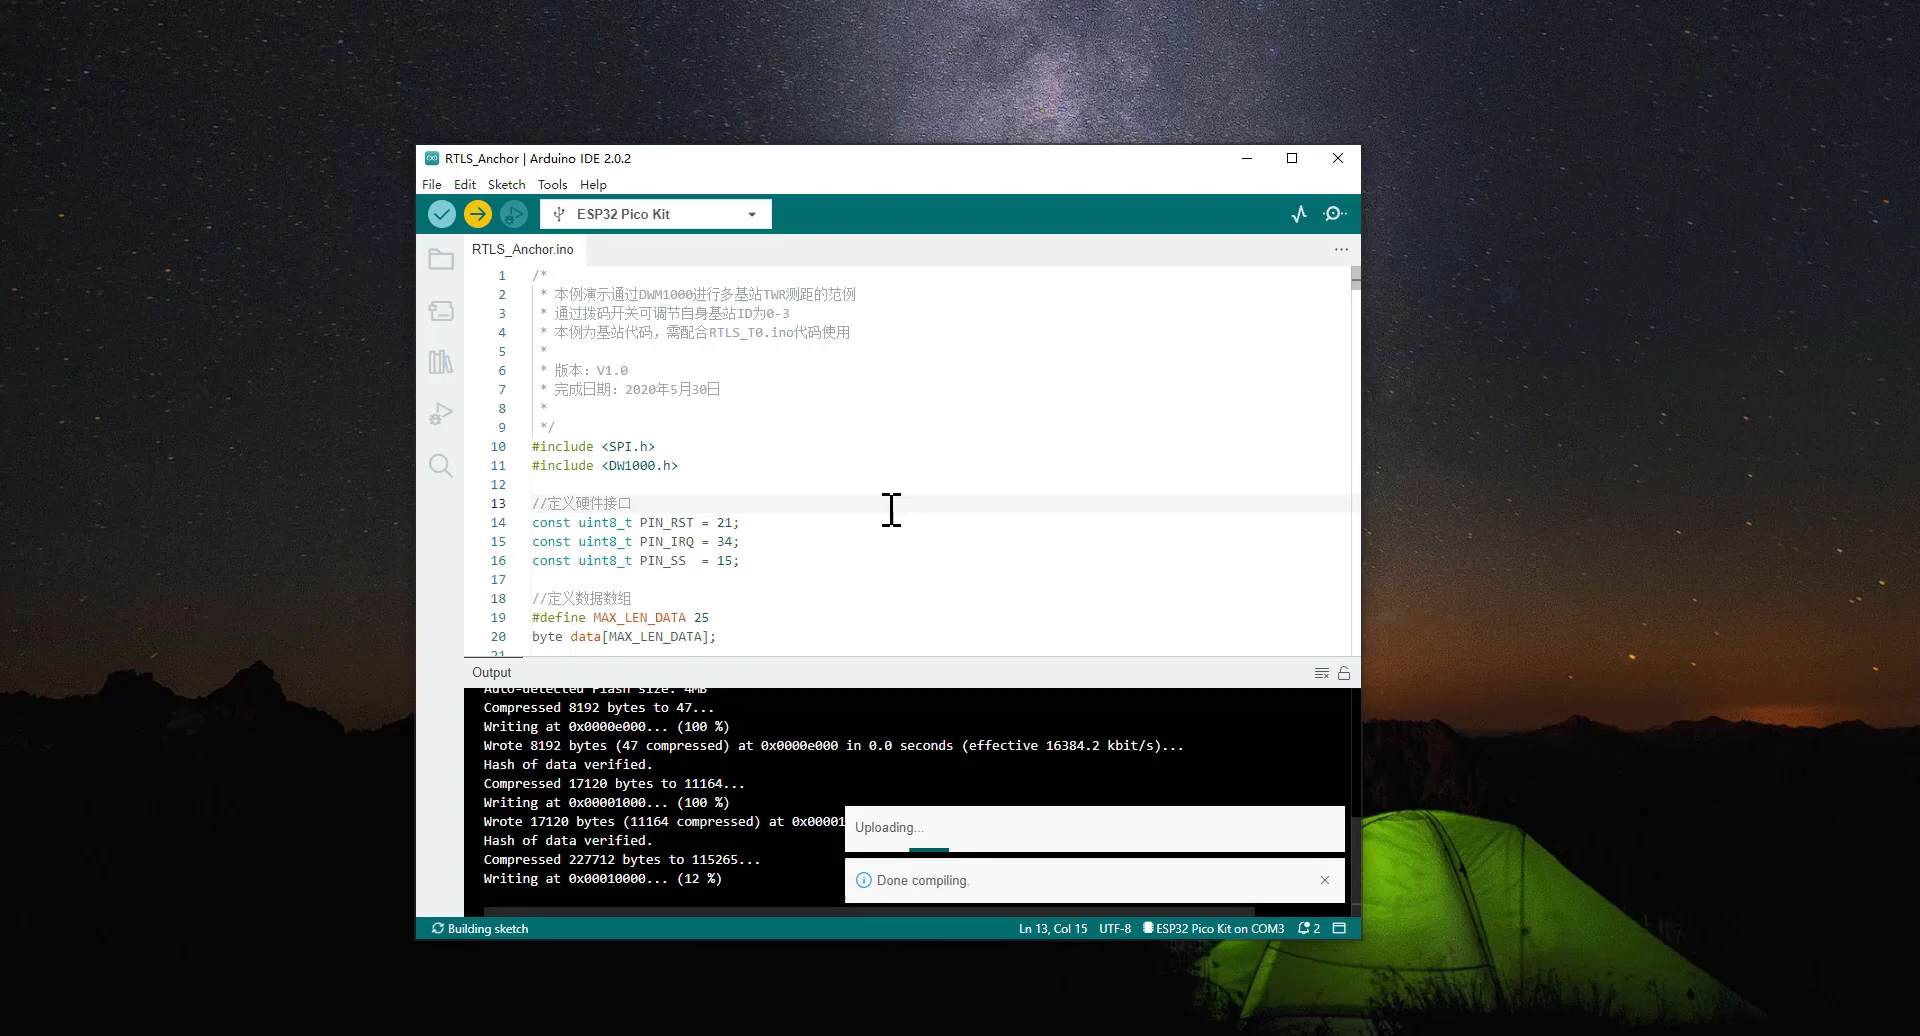 RTLS_Anchor | Arduino IDE 2.0.2
File Edit Sketch Tools Help
ESP32 Pico Kit
RTLS_Anchor.ino
1 /*
2 * 本例演示通过DWM1000进行多基站TWR测距的范例
3 * 通过拨码开关可调节自身基站ID为0-3
4 * 本例为基站代码，需配合RTLS_T0.ino代码使用
5 *
6 * 版本：V1.0
7 * 完成日期：2020年5月30日
8 *
9 */
10 #include <SPI.h>
11 #include <DW1000.h>
12
13 //定义硬件接口
14 const uint8_t PIN_RST = 21;
15 const uint8_t PIN_IRQ = 34;
16 const uint8_t PIN_SS  = 15;
17
18 //定义数据数组
19 #define MAX_LEN_DATA 25
20 byte data[MAX_LEN_DATA];
21
Output
Auto-detected Flash size: 4MB
Compressed 8192 bytes to 47...
Writing at 0x0000e000... (100 %)
Wrote 8192 bytes (47 compressed) at 0x0000e000 in 0.0 seconds (effective 16384.2 kbit/s)...
Hash of data verified.
Compressed 17120 bytes to 11164...
Writing at 0x00001000... (100 %)
Wrote 17120 bytes (11164 compressed) at 0x00001
Hash of data verified.
Compressed 227712 bytes to 115265...
Writing at 0x00010000... (12 %)
Uploading...
Done compiling.
Building sketch
Ln 13, Col 15 UTF-8 ESP32 Pico Kit on COM3 2